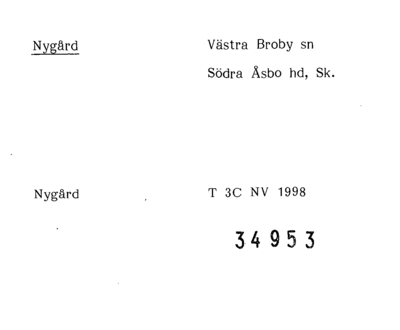 Nygård Västra Broby sn
Södra Åsbo hd, Sk.
Nygård T 3C NV 1998
34953